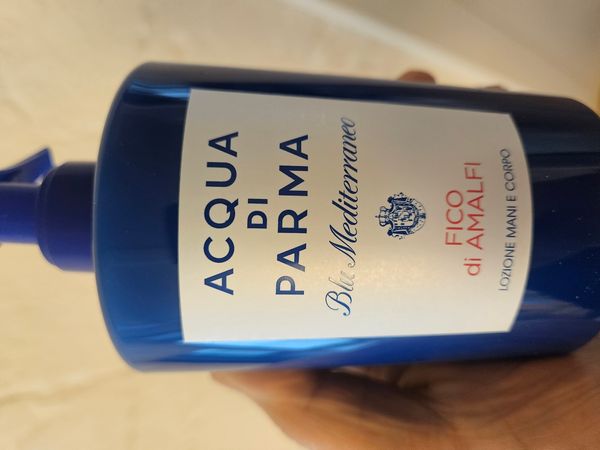 ACQUA
DI
PARMA
Blu Mediterraneo
FICO
di AMALFI
LOZIONE MANI E CORPO